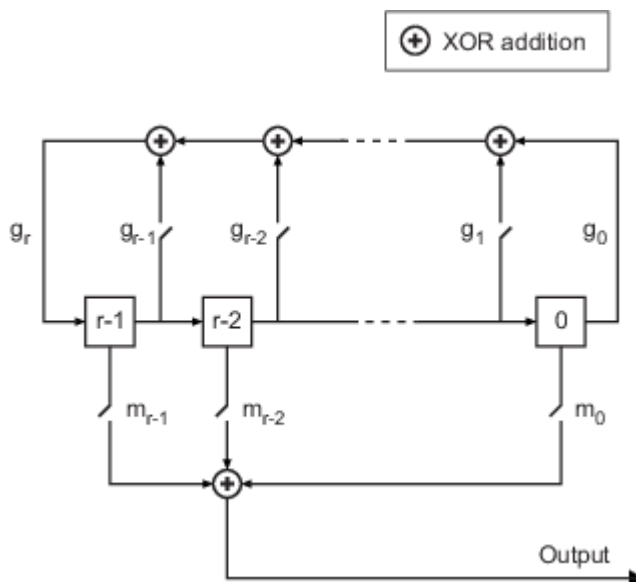 XOR addition
g_r g_{r-1} g_{r-2} g_1 g_0
r-1 r-2 0
m_{r-1} m_{r-2} m_0
Output